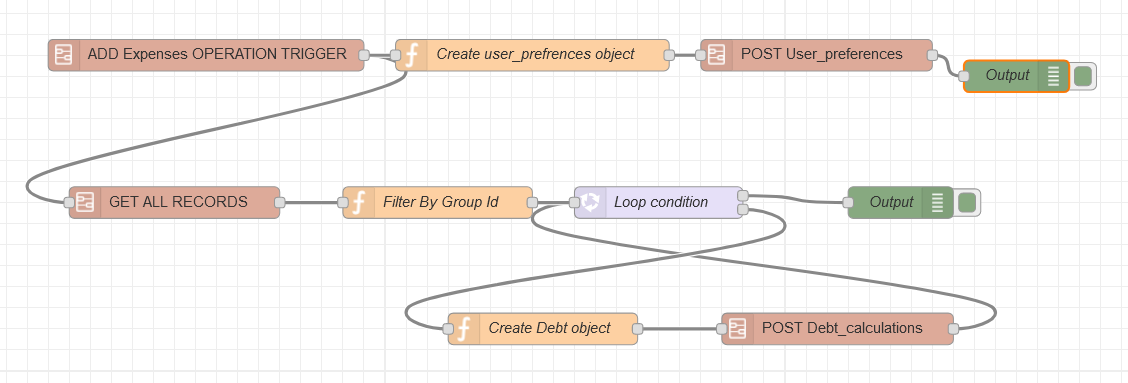 ADD Expenses OPERATION TRIGGER
Create user_prefrences object
POST User_preferences
Output
GET ALL RECORDS
Filter By Group Id
Loop condition
Output
Create Debt object
POST Debt_calculations